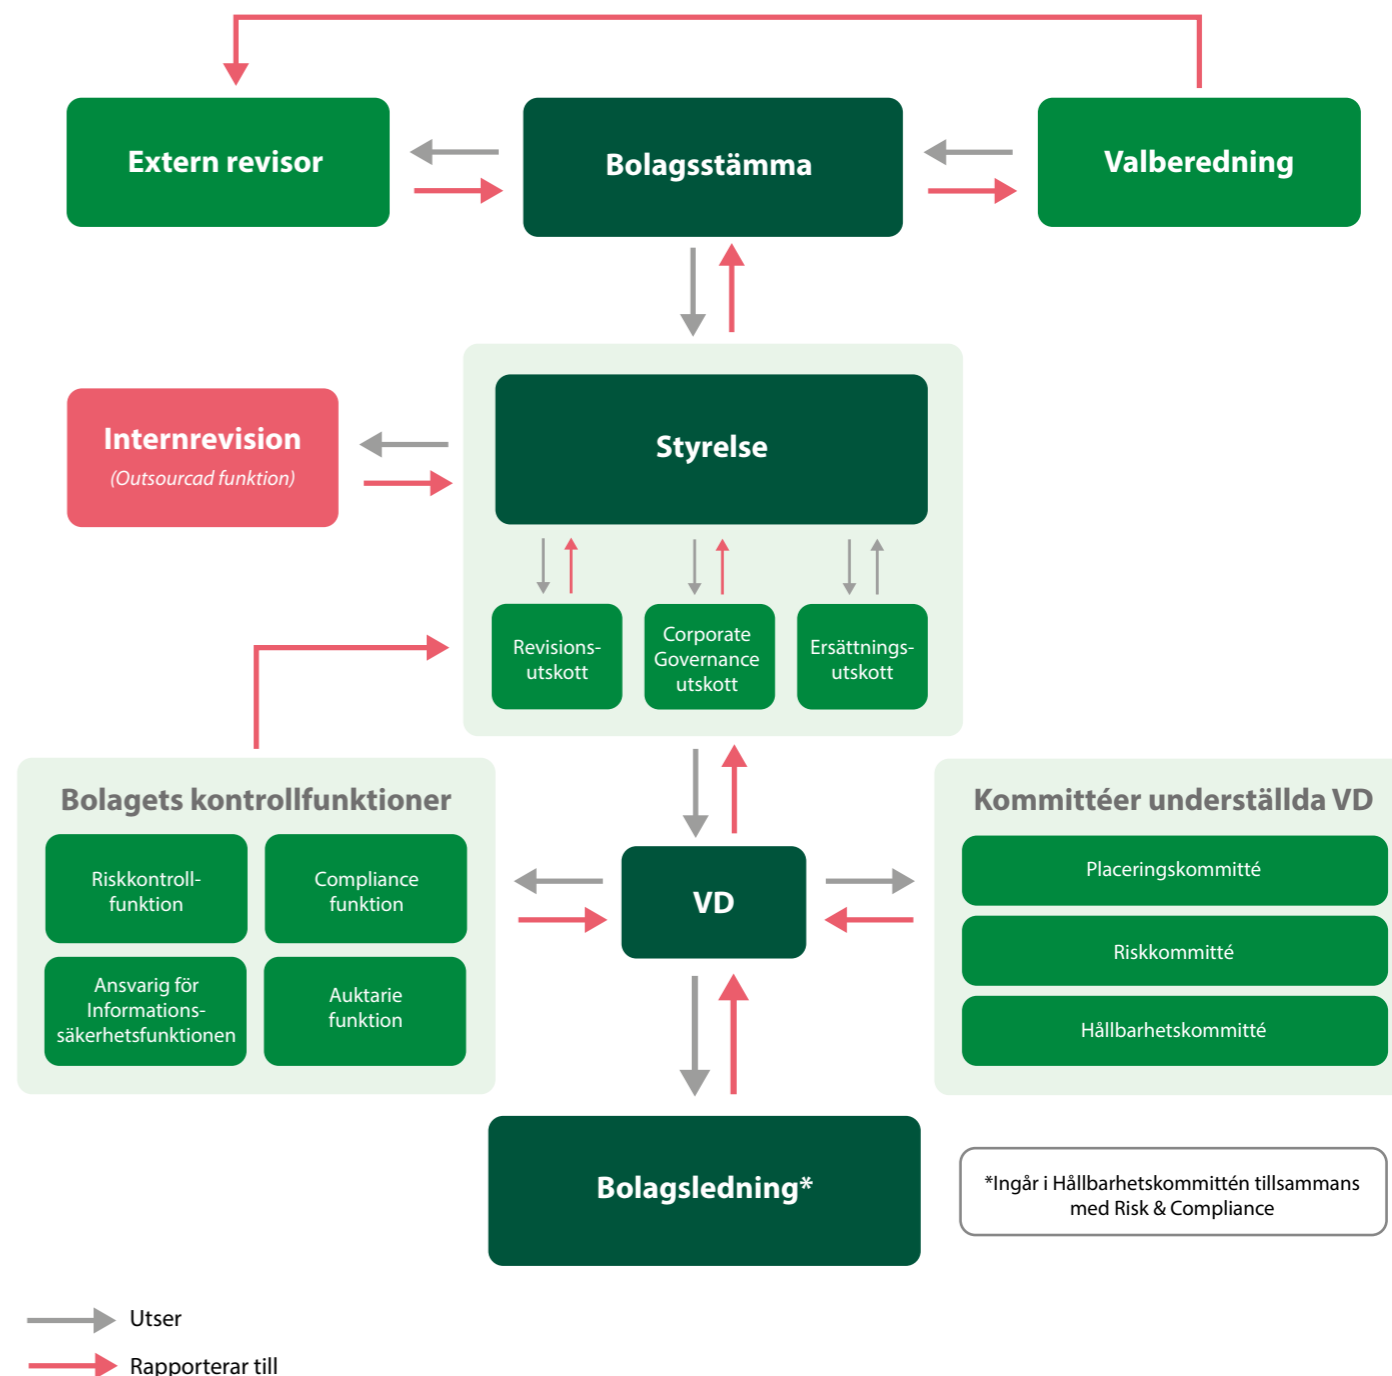 Extern revisor
Bolagsstämma
Valberedning
Internrevision
(Outsourcad funktion)
Styrelse
Revisions-
utskott
Corporate
Governance
utskott
Ersättnings-
utskott
Bolagets kontrollfunktioner
Riskkontroll-
funktion
Compliance
funktion
Ansvarig för
Informations-
säkerhetsfunktionen
Auktarie
funktion
VD
Kommittéer underställda VD
Placeringskommitté
Riskkommitté
Hållbarhetskommitté
Bolagsledning*
*Ingår i Hållbarhetskommittén tillsammans
med Risk & Compliance
Utser
Rapporterar till